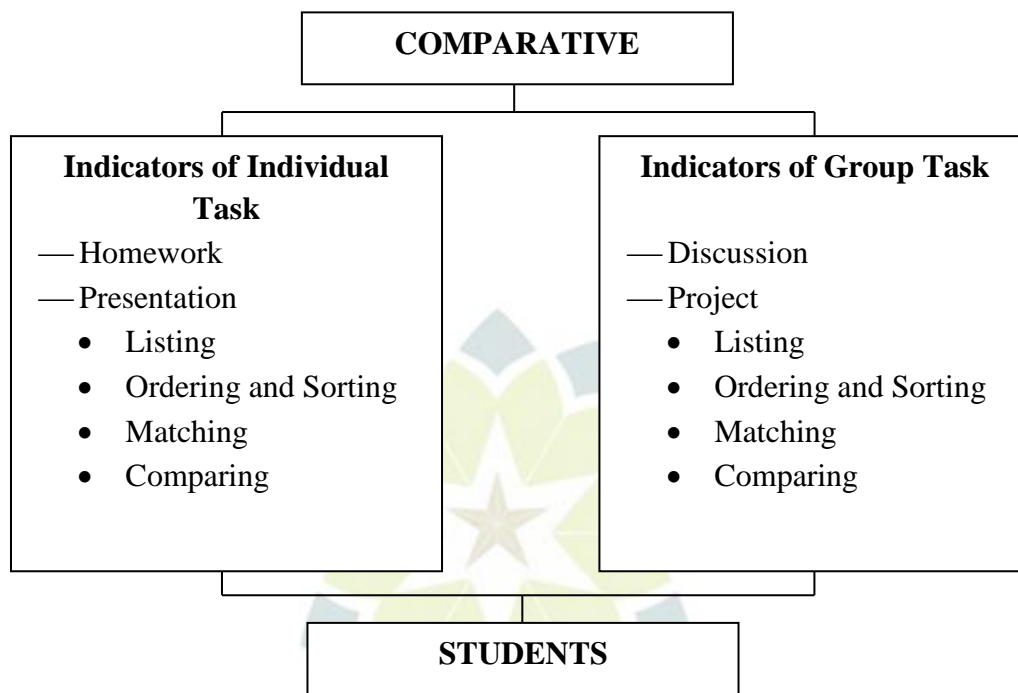 COMPARATIVE
Indicators of Individual
Task
— Homework
— Presentation
• Listing
• Ordering and Sorting
• Matching
• Comparing
Indicators of Group Task
— Discussion
— Project
• Listing
• Ordering and Sorting
• Matching
• Comparing
STUDENTS